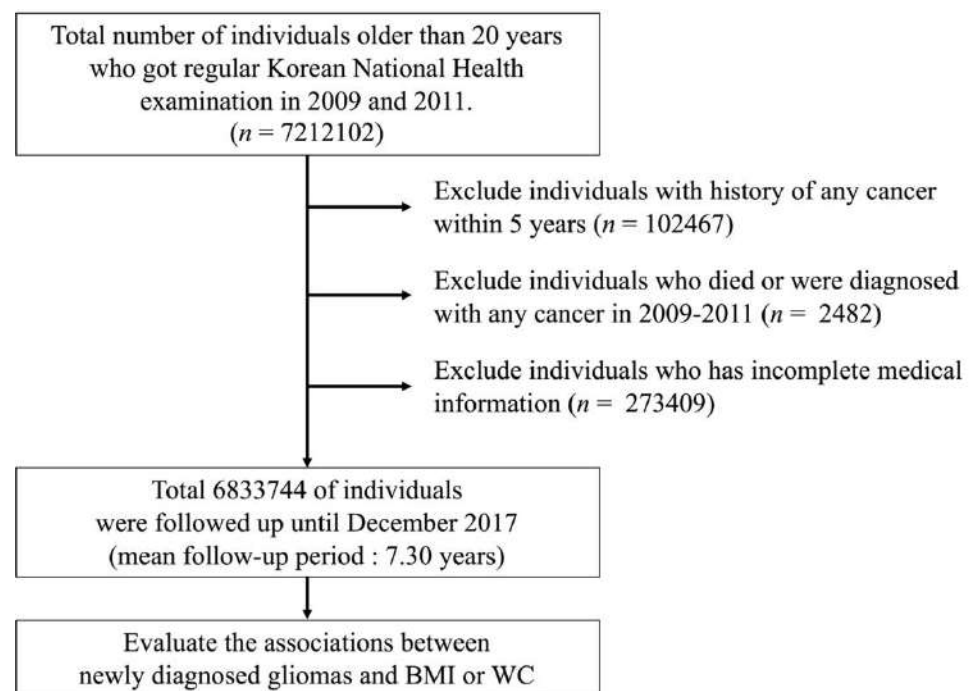 Total number of individuals older than 20 years
who got regular Korean National Health
examination in 2009 and 2011.
(n = 7212102)
Exclude individuals with history of any cancer
within 5 years (n = 102467)
Exclude individuals who died or were diagnosed
with any cancer in 2009-2011 (n = 2482)
Exclude individuals who has incomplete medical
information (n = 273409)
Total 6833744 of individuals
were followed up until December 2017
(mean follow-up period : 7.30 years)
Evaluate the associations between
newly diagnosed gliomas and BMI or WC